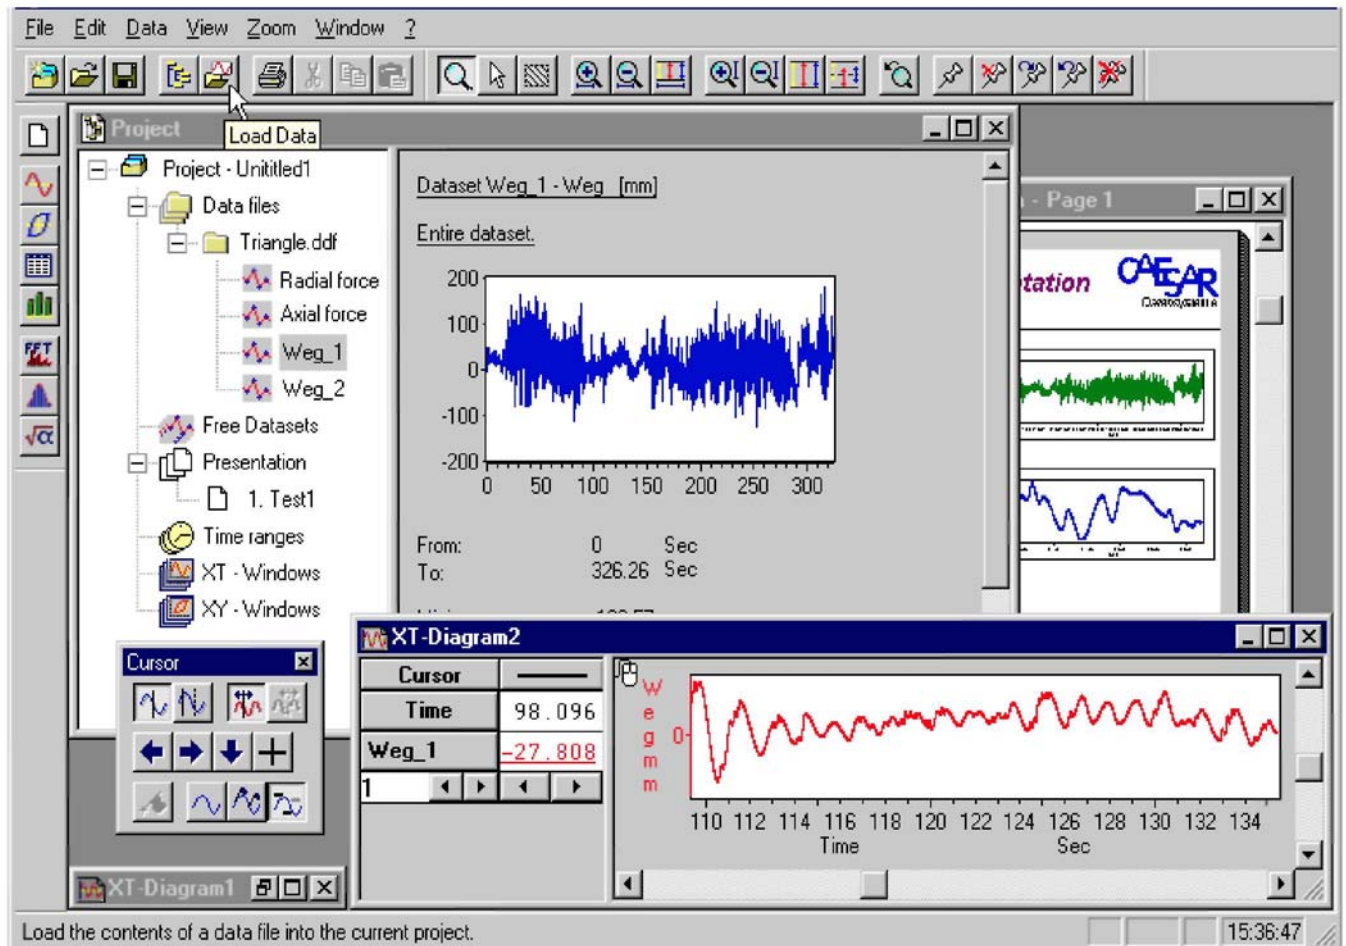 File Edit Data View Zoom Window ?
Project
Load Data
Project - Unititled1
Data files
Triangle.ddf
Radial force
Axial force
Weg_1
Weg_2
Free Datasets
Presentation
1. Test1
Time ranges
XT - Windows
XY - Windows
Dataset Weg_1 - Weg [mm]
Entire dataset.
200
100
0
-100
-200
0 50 100 150 200 250 300
From: 0 Sec
To: 326.26 Sec
- Page 1
tation
CAESAR
FFT
√α
Cursor
XT-Diagram2
Cursor
Time 98.096
Weg_1 -27.808
1
Weg mm
0
110 112 114 116 118 120 122 124 126 128 130 132 134
Time Sec
XT-Diagram1
Load the contents of a data file into the current project.
15:36:47